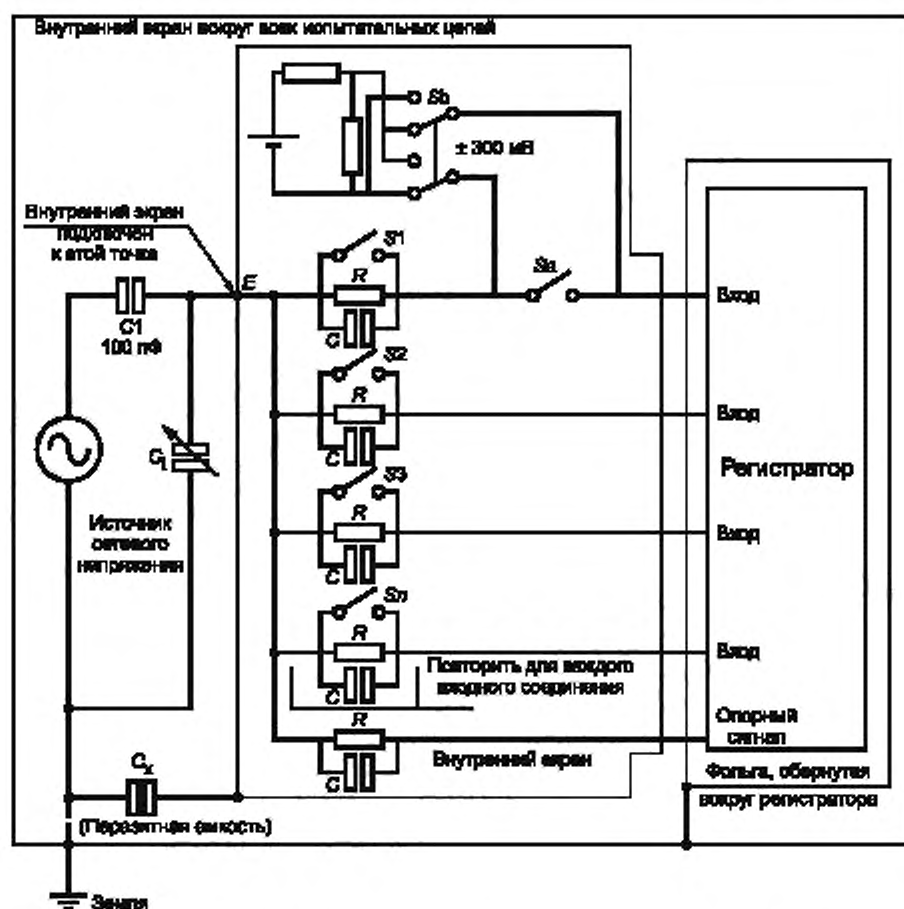 Внутренний экран вокруг всех испытательных цепей
Sb
± 300 мВ
Внутренний экран
подключен
к этой точке
E
S1
R
C
Sa
Вход
C1
100 пФ
S2
R
C
Вход
Регистратор
Ct
S3
R
C
Вход
Источник
сетевого
напряжения
Sn
R
C
Вход
Повторить для каждого
входного соединения
R
C
Опорный
сигнал
Внутренний экран
Cx
(Паразитная емкость)
Фольга, обернутая
вокруг регистратора
Земля